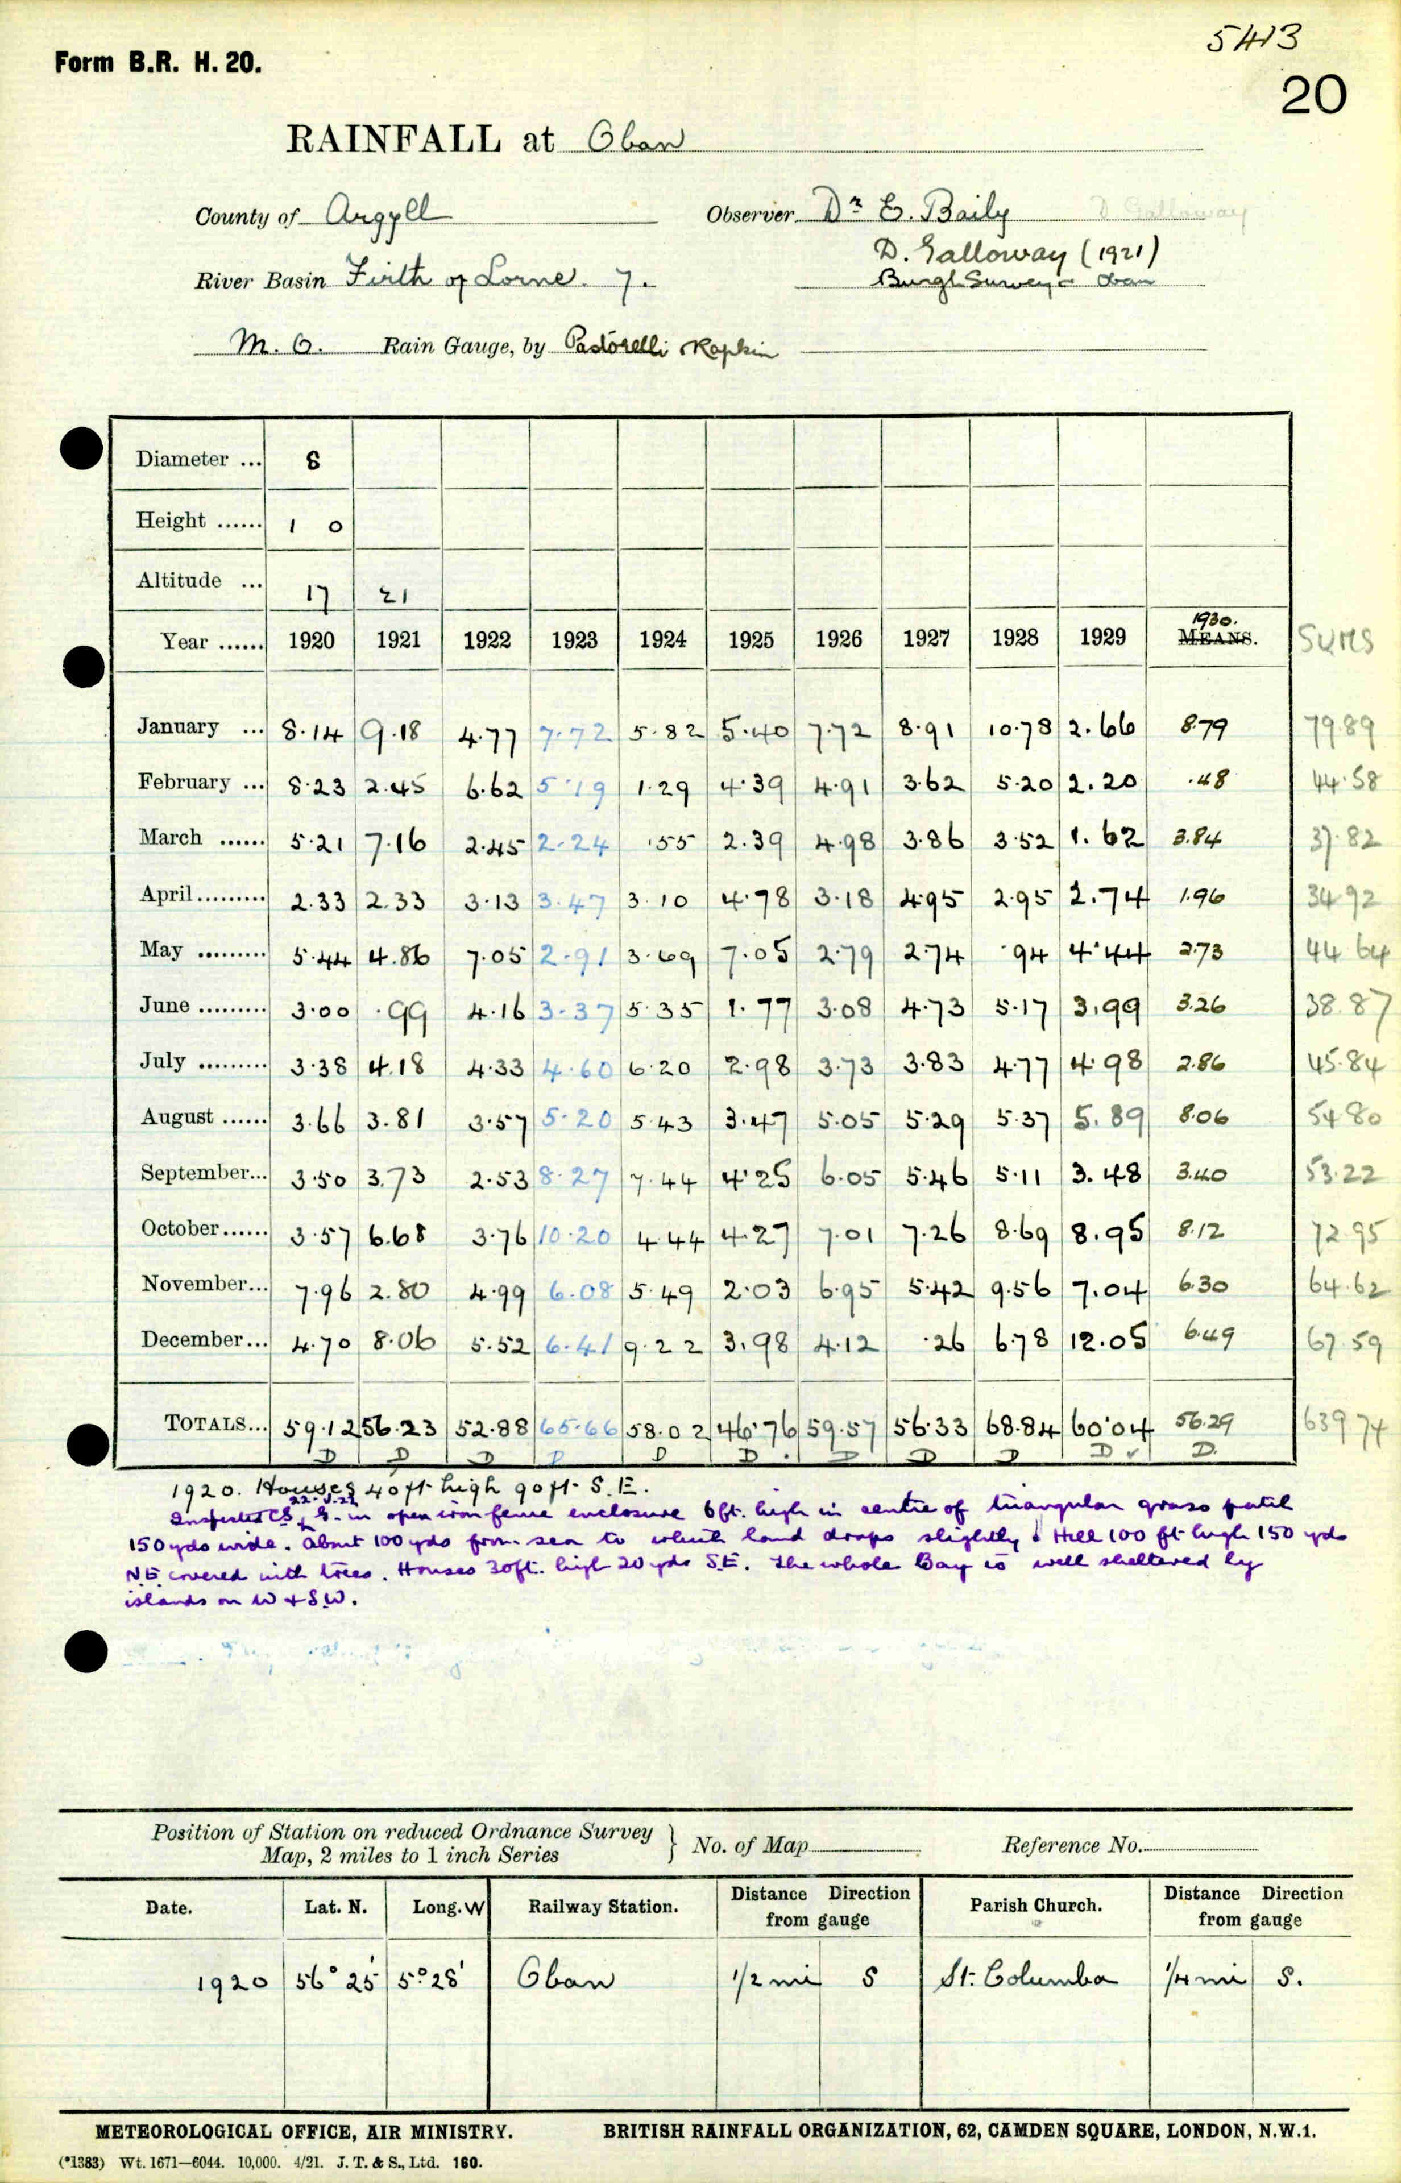 5413
Form B.R. H. 20.
20
RAINFALL at Oban
County of Argyll Observer Dr E. Baily D Galloway
D. Galloway (1921)
River Basin Firth of Lorne. 7. Burgh Survey - Oban
M. O. Rain Gauge, by Pastorelli & Rapkin
Diameter ... 8
Height ...... 1 0
Altitude ... 17 21
1930.
Year ...... 1920 1921 1922 1923 1924 1925 1926 1927 1928 1929 MEANS. SUMS
January ... 8.14 9.18 4.77 7.72 5.82 5.40 7.72 8.91 10.78 2.66 8.79 79.89
February ... 8.23 2.45 6.62 5.19 1.29 4.39 4.91 3.62 5.20 2.20 .48 44.58
March ...... 5.21 7.16 2.45 2.24 .55 2.39 4.98 3.86 3.52 1.62 3.84 37.82
April ......... 2.33 2.33 3.13 3.47 3.10 4.78 3.18 4.95 2.95 2.74 1.96 34.92
May ......... 5.44 4.86 7.05 2.91 3.69 7.05 2.79 2.74 .94 4.44 2.73 44.64
June ......... 3.00 .99 4.16 3.37 5.35 1.77 3.08 4.73 5.17 3.99 3.26 38.87
July ......... 3.38 4.18 4.33 4.60 6.20 2.98 3.73 3.83 4.77 4.98 2.86 45.84
August ...... 3.66 3.81 3.57 5.20 5.43 3.47 5.05 5.29 5.37 5.89 8.06 54.80
September... 3.50 3.73 2.53 8.27 7.44 4.25 6.05 5.46 5.11 3.48 3.40 53.22
October...... 3.57 6.68 3.76 10.20 4.44 4.27 7.01 7.26 8.69 8.95 8.12 72.95
November... 7.96 2.80 4.99 6.08 5.49 2.03 6.95 5.42 9.56 7.04 6.30 64.62
December... 4.70 8.06 5.52 6.41 9.22 3.98 4.12 .26 6.78 12.05 6.49 67.59
TOTALS... 59.12 56.23 52.88 65.66 58.02 46.76 59.57 56.33 68.84 60.04 56.29 639.74
D D D D D D D D D D ✓ D.
1920. Houses 40 ft high 90 ft S.E.
22.5.22
Inspected CS, G. in open iron fence enclosure 6ft. high in centre of triangular grass patch
150 yds wide. About 100 yds from sea to which land drops slightly. Hill 100 ft high 150 yds
N.E. covered with trees. Houses 30ft. high 20 yds S.E. The whole Bay is well sheltered by
islands on W & S.W.
Position of Station on reduced Ordnance Survey
Map, 2 miles to 1 inch Series } No. of Map Reference No.
Date. Lat. N. Long. W Railway Station. Distance Direction from gauge Parish Church. Distance Direction from gauge
1920 56° 25' 5° 28' Oban 1/2 mi S St. Columba 1/4 mi S.
METEOROLOGICAL OFFICE, AIR MINISTRY. BRITISH RAINFALL ORGANIZATION, 62, CAMDEN SQUARE, LONDON, N.W.1.
(*1383) Wt. 1671—6044. 10,000. 4/21. J. T. & S., Ltd. 160.